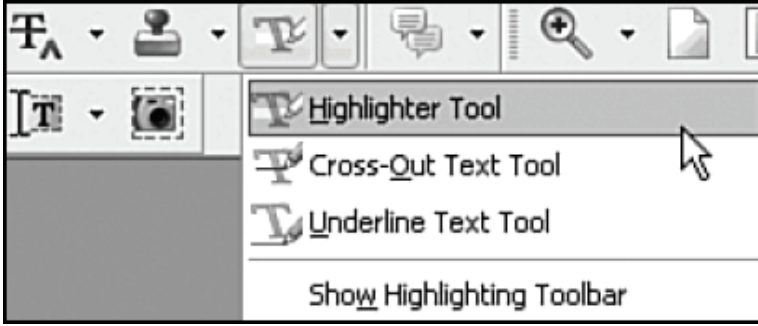 Highlighter Tool
Cross-Out Text Tool
Underline Text Tool
Show Highlighting Toolbar